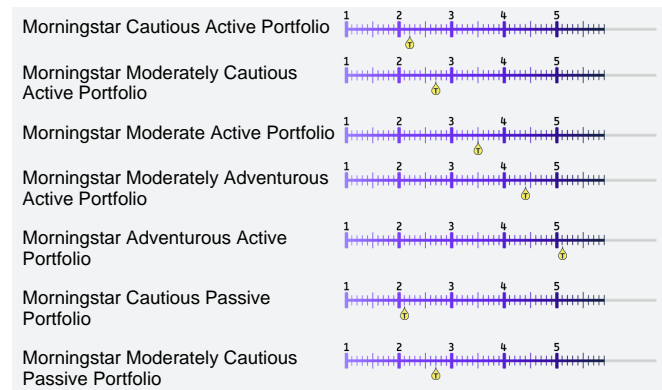 Morningstar Cautious Active Portfolio
1 2 3 4 5
T
Morningstar Moderately Cautious
Active Portfolio
1 2 3 4 5
T
Morningstar Moderate Active Portfolio
1 2 3 4 5
T
Morningstar Moderately Adventurous
Active Portfolio
1 2 3 4 5
T
Morningstar Adventurous Active
Portfolio
1 2 3 4 5
T
Morningstar Cautious Passive
Portfolio
1 2 3 4 5
T
Morningstar Moderately Cautious
Passive Portfolio
1 2 3 4 5
T